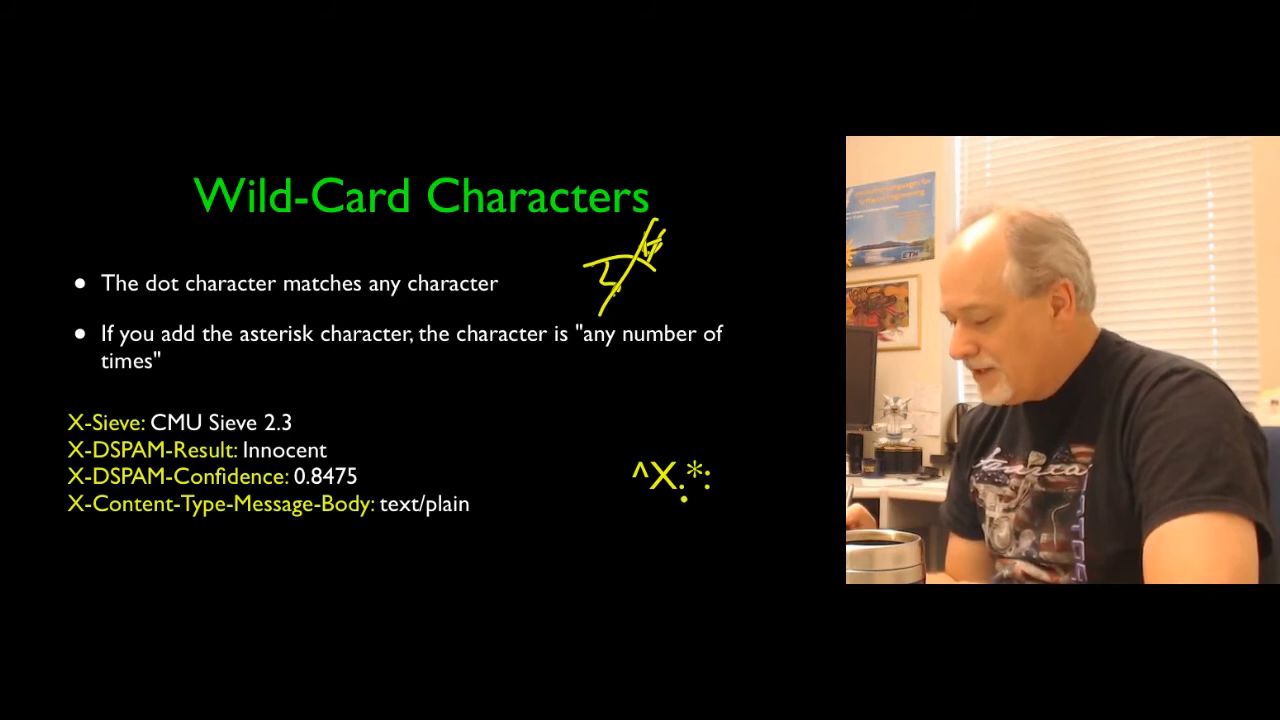 Wild-Card Characters
● The dot character matches any character
● If you add the asterisk character, the character is "any number of
times"
X-Sieve: CMU Sieve 2.3
X-DSPAM-Result: Innocent
X-DSPAM-Confidence: 0.8475
X-Content-Type-Message-Body: text/plain
^X.*:
ETH